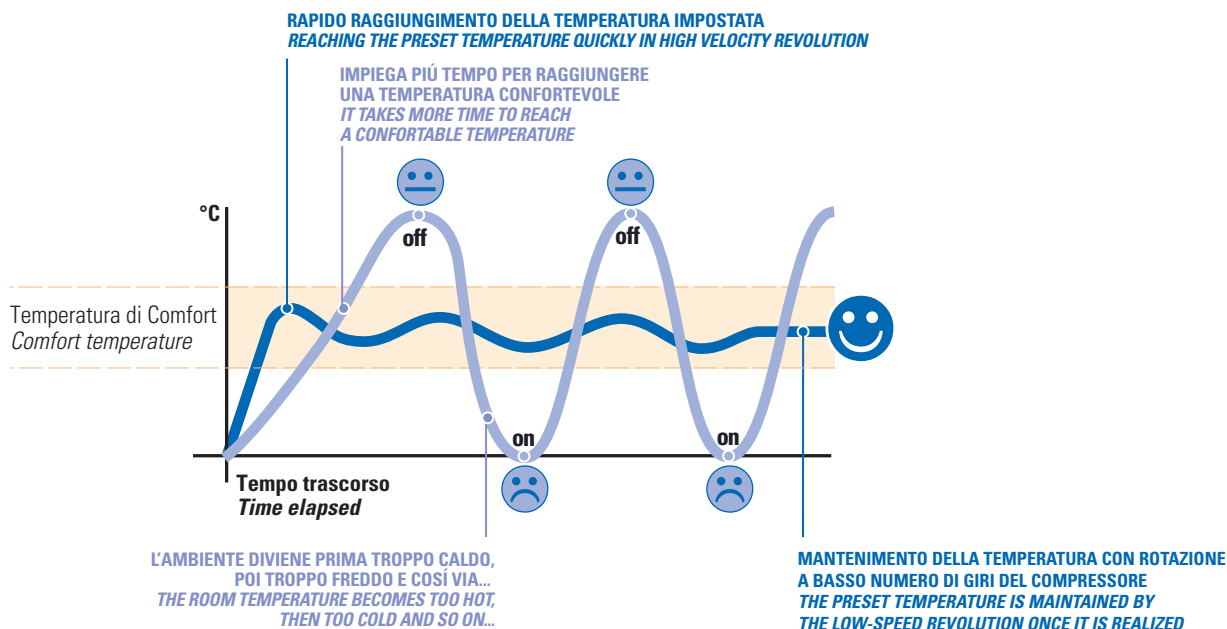 RAPIDO RAGGIUNGIMENTO DELLA TEMPERATURA IMPOSTATA
REACHING THE PRESET TEMPERATURE QUICKLY IN HIGH VELOCITY REVOLUTION
IMPIEGA PIÚ TEMPO PER RAGGIUNGERE
UNA TEMPERATURA CONFORTEVOLE
IT TAKES MORE TIME TO REACH
A CONFORTABLE TEMPERATURE
°C
off
off
Temperatura di Comfort
Comfort temperature
on
on
Tempo trascorso
Time elapsed
L'AMBIENTE DIVIENE PRIMA TROPPO CALDO,
POI TROPPO FREDDO E COSÍ VIA...
THE ROOM TEMPERATURE BECOMES TOO HOT,
THEN TOO COLD AND SO ON...
MANTENIMENTO DELLA TEMPERATURA CON ROTAZIONE
A BASSO NUMERO DI GIRI DEL COMPRESSORE
THE PRESET TEMPERATURE IS MAINTAINED BY
THE LOW-SPEED REVOLUTION ONCE IT IS REALIZED